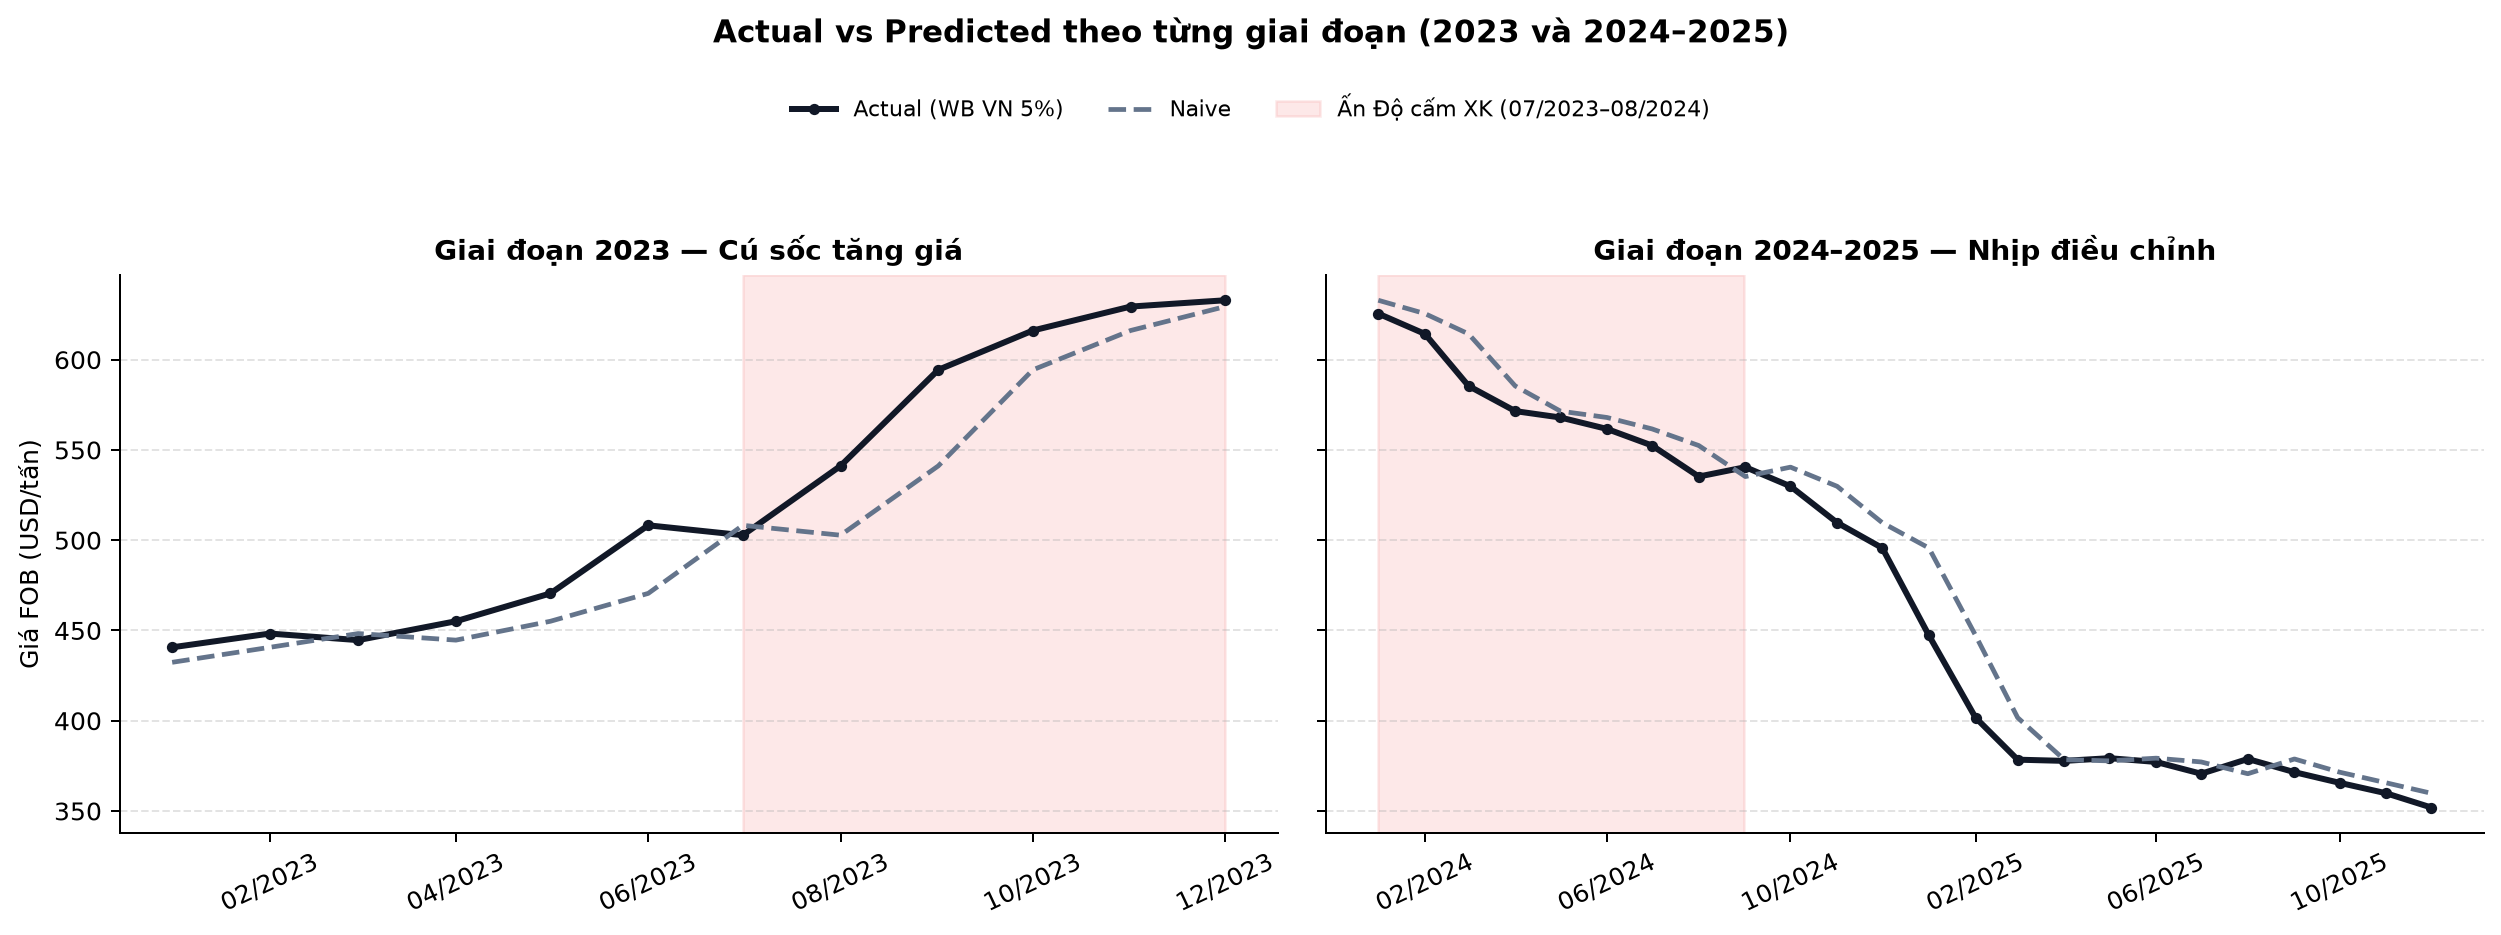 Actual vs Predicted theo từng giai đoạn (2023 và 2024–2025)
Actual (WB VN 5%)
Naive
Ấn Độ cấm XK (07/2023–08/2024)
Giai đoạn 2023 — Cú sốc tăng giá
Giá FOB (USD/tấn)
600
550
500
450
400
350
02/2023
04/2023
06/2023
08/2023
10/2023
12/2023
Giai đoạn 2024–2025 — Nhịp điều chỉnh
02/2024
06/2024
10/2024
02/2025
06/2025
10/2025